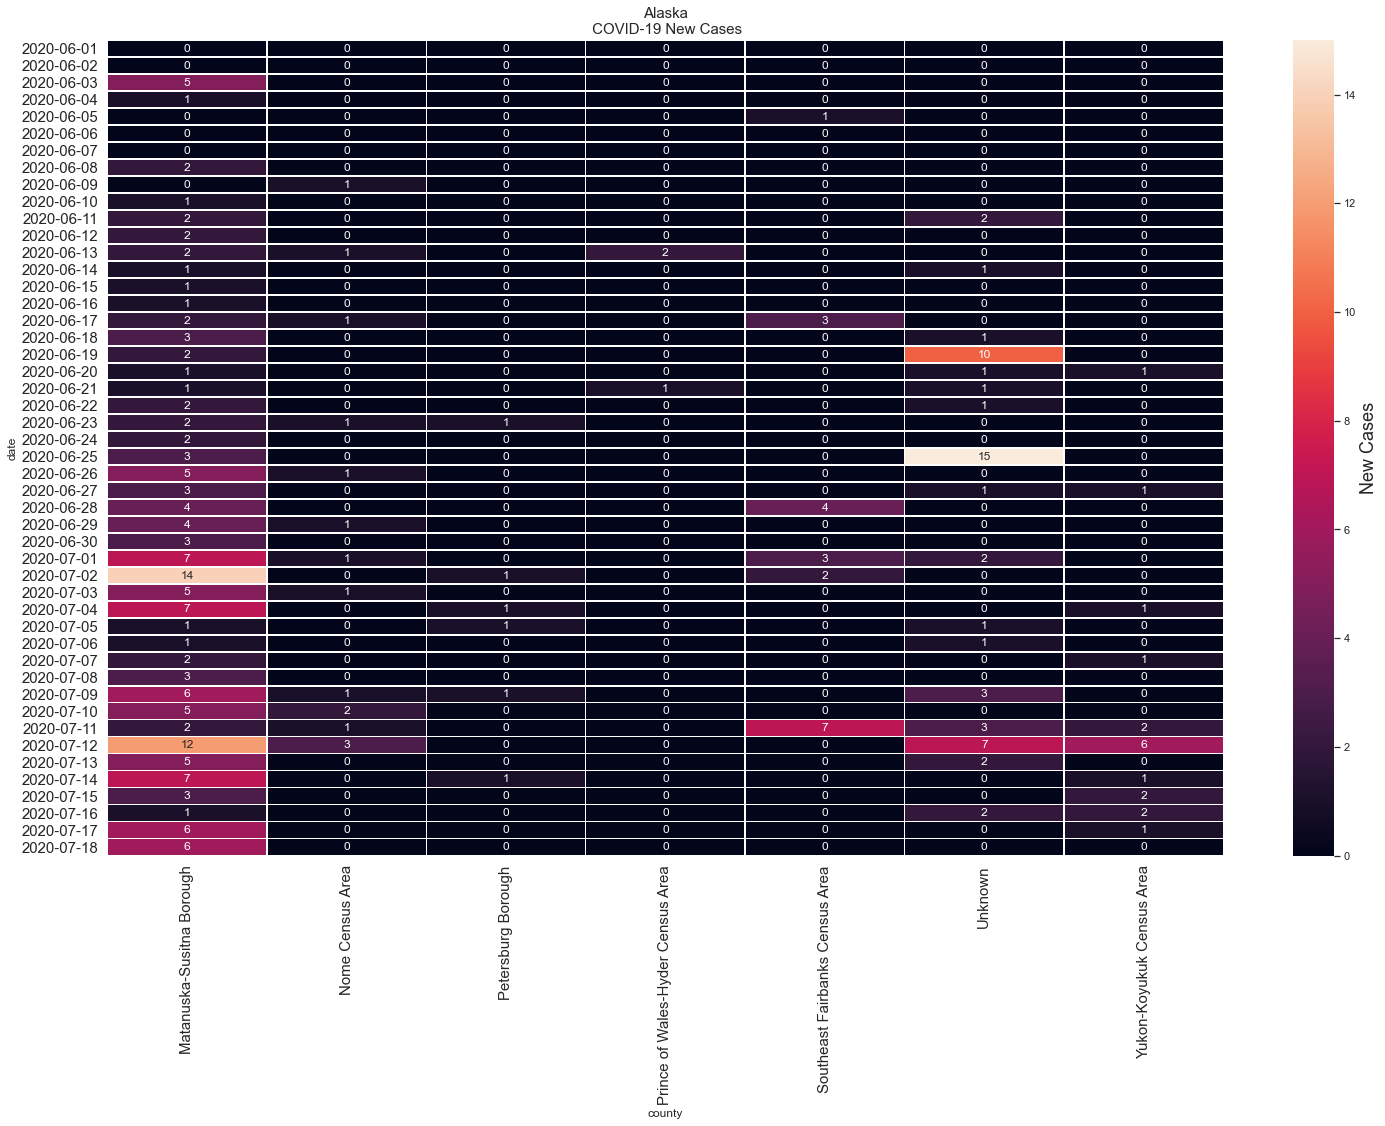 Alaska
COVID-19 New Cases
2020-06-01 0 0 0 0 0 0 0
2020-06-02 0 0 0 0 0 0 0
2020-06-03 5 0 0 0 0 0 0
2020-06-04 1 0 0 0 0 0 0
2020-06-05 0 0 0 0 1 0 0
2020-06-06 0 0 0 0 0 0 0
2020-06-07 0 0 0 0 0 0 0
2020-06-08 2 0 0 0 0 0 0
2020-06-09 0 1 0 0 0 0 0
2020-06-10 1 0 0 0 0 0 0
2020-06-11 2 0 0 0 0 2 0
2020-06-12 2 0 0 0 0 0 0
2020-06-13 2 1 0 2 0 0 0
2020-06-14 1 0 0 0 0 1 0
2020-06-15 1 0 0 0 0 0 0
2020-06-16 1 0 0 0 0 0 0
2020-06-17 2 1 0 0 3 0 0
2020-06-18 3 0 0 0 0 1 0
2020-06-19 2 0 0 0 0 10 0
2020-06-20 1 0 0 0 0 1 1
2020-06-21 1 0 0 1 0 1 0
2020-06-22 2 0 0 0 0 1 0
2020-06-23 2 1 1 0 0 0 0
2020-06-24 2 0 0 0 0 0 0
2020-06-25 3 0 0 0 0 15 0
2020-06-26 5 1 0 0 0 0 0
2020-06-27 3 0 0 0 0 1 1
2020-06-28 4 0 0 0 4 0 0
2020-06-29 4 1 0 0 0 0 0
2020-06-30 3 0 0 0 0 0 0
2020-07-01 7 1 0 0 3 2 0
2020-07-02 14 0 1 0 2 0 0
2020-07-03 5 1 0 0 0 0 0
2020-07-04 7 0 1 0 0 0 1
2020-07-05 1 0 1 0 0 1 0
2020-07-06 1 0 0 0 0 1 0
2020-07-07 2 0 0 0 0 0 1
2020-07-08 3 0 0 0 0 0 0
2020-07-09 6 1 1 0 0 3 0
2020-07-10 5 2 0 0 0 0 0
2020-07-11 2 1 0 0 7 3 2
2020-07-12 12 3 0 0 0 7 6
2020-07-13 5 0 0 0 0 2 0
2020-07-14 7 0 1 0 0 0 1
2020-07-15 3 0 0 0 0 0 2
2020-07-16 1 0 0 0 0 2 2
2020-07-17 6 0 0 0 0 0 1
2020-07-18 6 0 0 0 0 0 0
date
Matanuska-Susitna Borough
Nome Census Area
Petersburg Borough
Prince of Wales-Hyder Census Area
Southeast Fairbanks Census Area
Unknown
Yukon-Koyukuk Census Area
county
14
12
10
8
6
4
2
0
New Cases